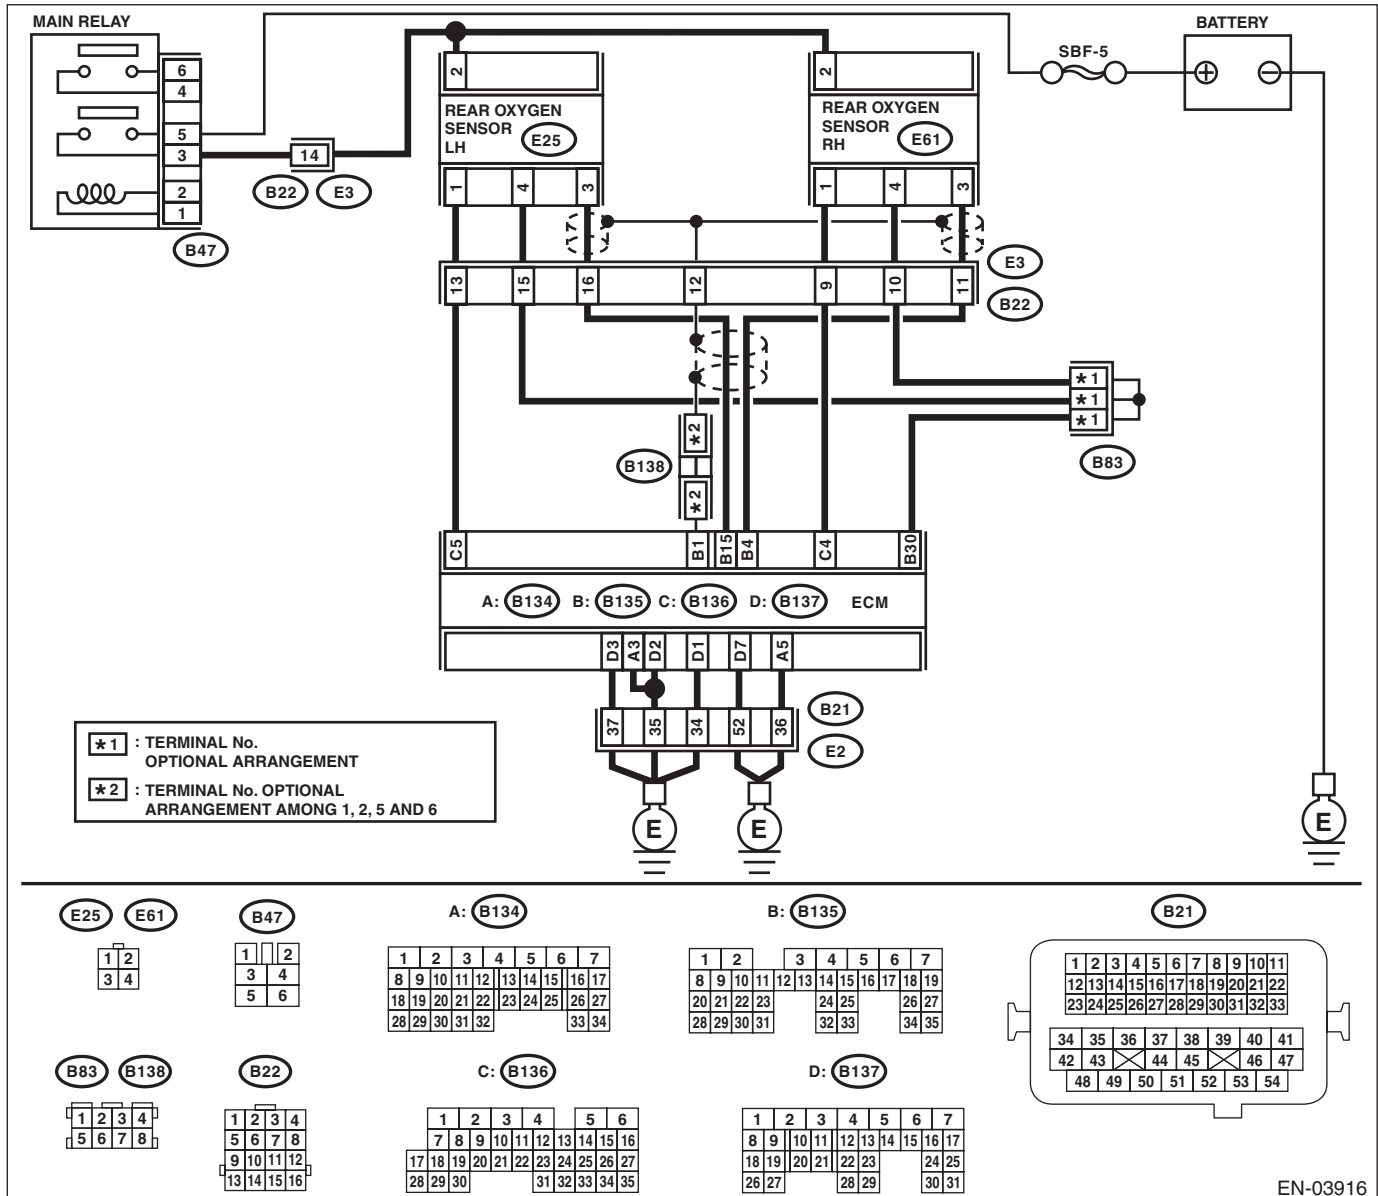 MAIN RELAY
BATTERY
SBF-5
6
4
5
3
2
1
B47
14
B22 E3
2
REAR OXYGEN
SENSOR
LH
E25
1 4 3
2
REAR OXYGEN
SENSOR
RH
E61
1 4 3
E3
13 15 16 12 9 10 11
B22
*1
*1
*1
B83
*2
B138
*2
C5 B1 B15 B4 C4 B30
A: B134 B: B135 C: B136 D: B137 ECM
D3 A3 D2 D1 D7 A5
B21
37 35 34 52 36
E2
E E E
*1 : TERMINAL No.
OPTIONAL ARRANGEMENT
*2 : TERMINAL No. OPTIONAL
ARRANGEMENT AMONG 1, 2, 5 AND 6
E25 E61
1 2
3 4
B47
1 2
3 4
5 6
A: B134
1 2 3 4 5 6 7
8 9 10 11 12 13 14 15 16 17
18 19 20 21 22 23 24 25 26 27
28 29 30 31 32 33 34
B: B135
1 2 3 4 5 6 7
8 9 10 11 12 13 14 15 16 17 18 19
20 21 22 23 24 25 26 27
28 29 30 31 32 33 34 35
B21
1 2 3 4 5 6 7 8 9 10 11
12 13 14 15 16 17 18 19 20 21 22
23 24 25 26 27 28 29 30 31 32 33
34 35 36 37 38 39 40 41
42 43 44 45 46 47
48 49 50 51 52 53 54
B83 B138
1 2 3 4
5 6 7 8
B22
1 2 3 4
5 6 7 8
9 10 11 12
13 14 15 16
C: B136
1 2 3 4 5 6
7 8 9 10 11 12 13 14 15 16
17 18 19 20 21 22 23 24 25 26 27
28 29 30 31 32 33 34 35
D: B137
1 2 3 4 5 6 7
8 9 10 11 12 13 14 15 16 17
18 19 20 21 22 23 24 25
26 27 28 29 30 31
EN-03916